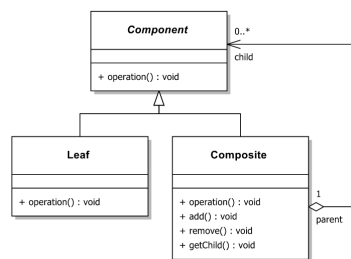 Component
+ operation() : void
0..*
child
Leaf
+ operation() : void
Composite
+ operation() : void
+ add() : void
+ remove() : void
+ getChild() : void
1
parent